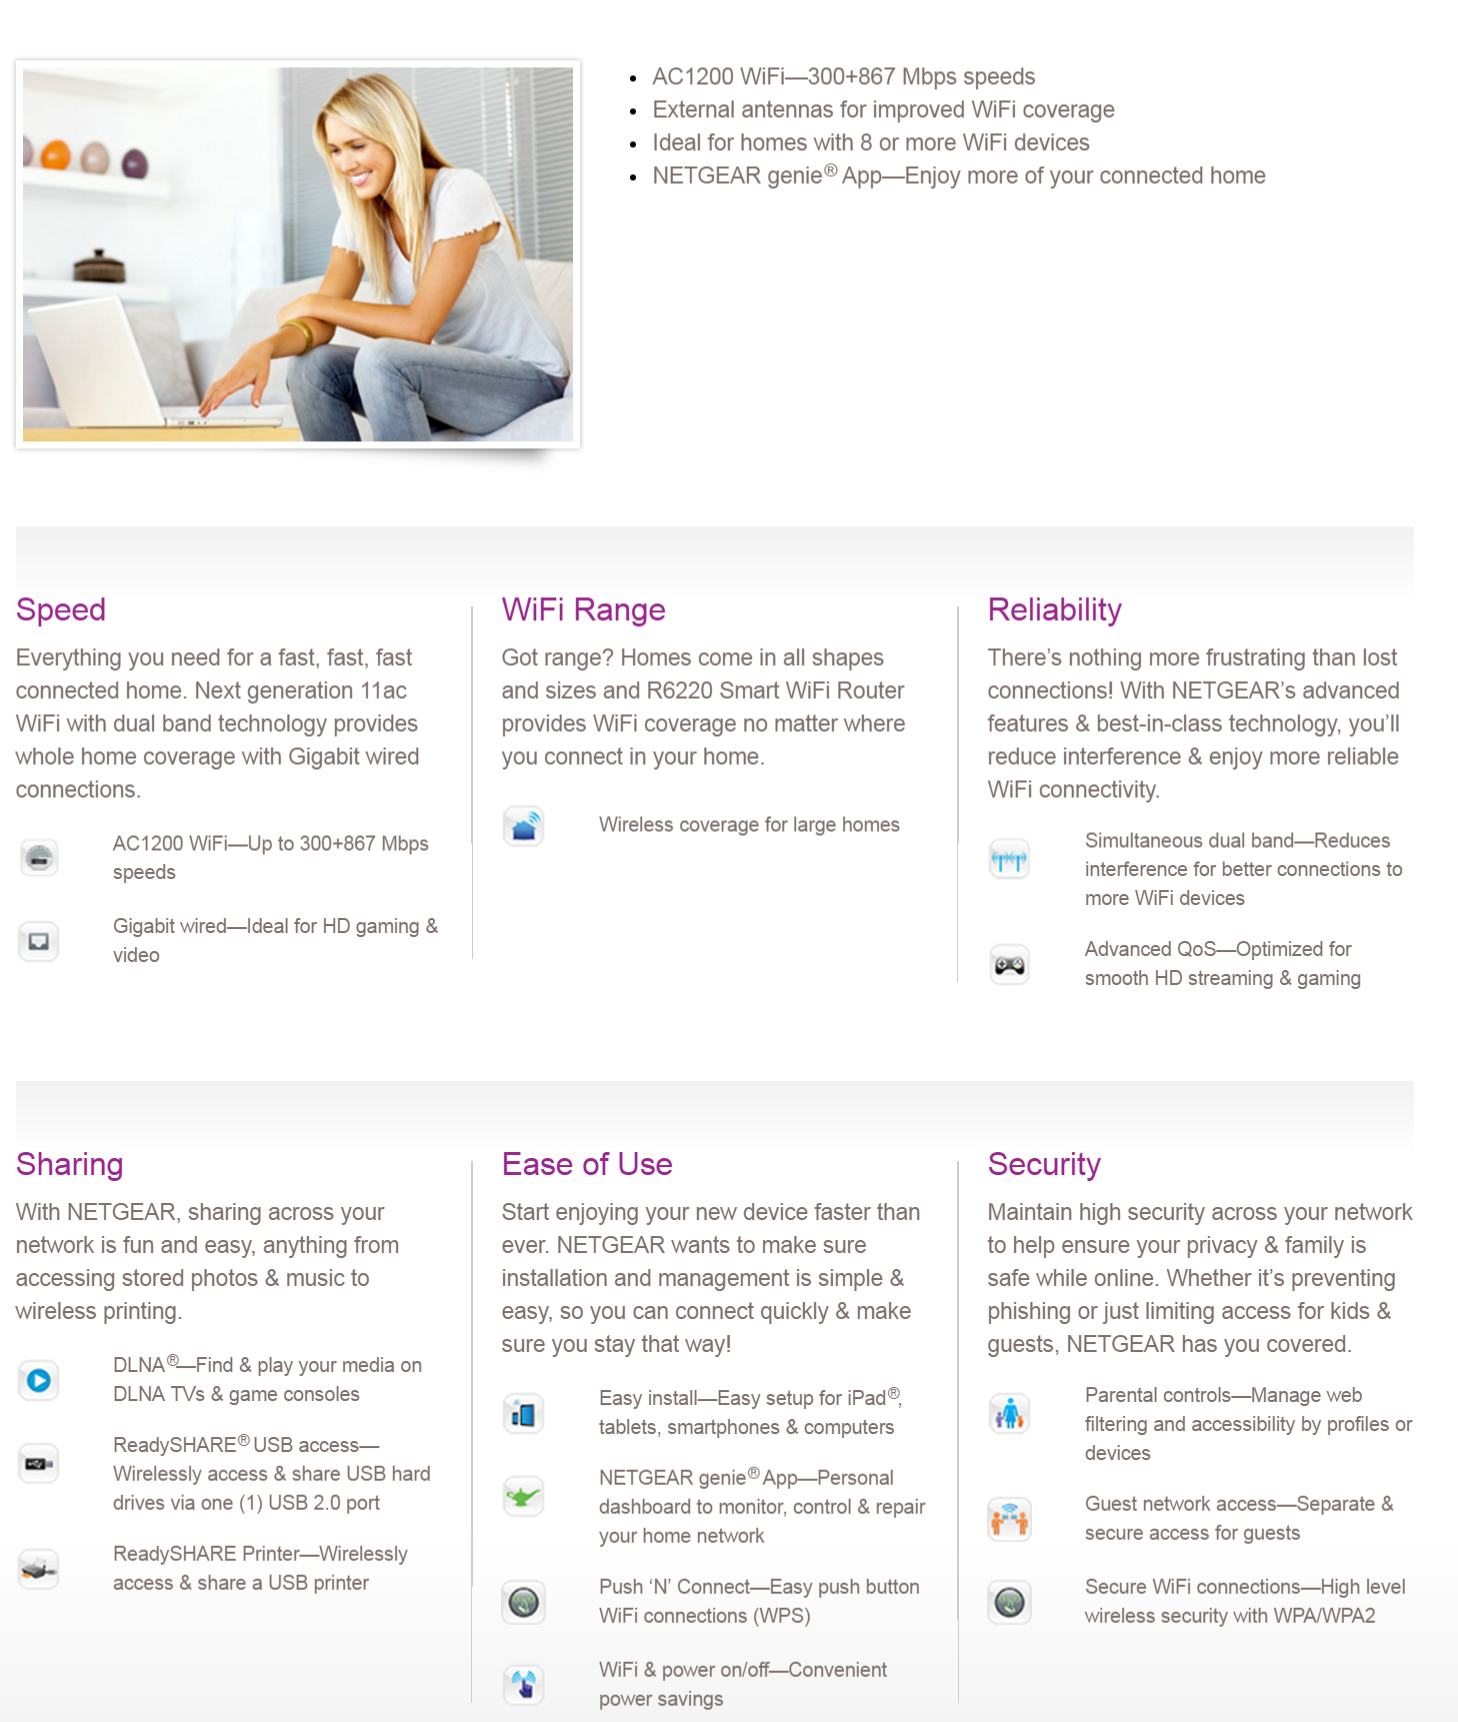 AC1200 WiFi—300+867 Mbps speeds
External antennas for improved WiFi coverage
Ideal for homes with 8 or more WiFi devices
NETGEAR genie® App—Enjoy more of your connected home
Speed
Everything you need for a fast, fast, fast
connected home. Next generation 11ac
WiFi with dual band technology provides
whole home coverage with Gigabit wired
connections.
AC1200 WiFi—Up to 300+867 Mbps
speeds
Gigabit wired—Ideal for HD gaming &
video
WiFi Range
Got range? Homes come in all shapes
and sizes and R6220 Smart WiFi Router
provides WiFi coverage no matter where
you connect in your home.
Wireless coverage for large homes
Reliability
There’s nothing more frustrating than lost
connections! With NETGEAR’s advanced
features & best-in-class technology, you’ll
reduce interference & enjoy more reliable
WiFi connectivity.
Simultaneous dual band—Reduces
interference for better connections to
more WiFi devices
Advanced QoS—Optimized for
smooth HD streaming & gaming
Sharing
With NETGEAR, sharing across your
network is fun and easy, anything from
accessing stored photos & music to
wireless printing.
DLNA®—Find & play your media on
DLNA TVs & game consoles
ReadySHARE® USB access—
Wirelessly access & share USB hard
drives via one (1) USB 2.0 port
ReadySHARE Printer—Wirelessly
access & share a USB printer
Ease of Use
Start enjoying your new device faster than
ever. NETGEAR wants to make sure
installation and management is simple &
easy, so you can connect quickly & make
sure you stay that way!
Easy install—Easy setup for iPad®,
tablets, smartphones & computers
NETGEAR genie® App—Personal
dashboard to monitor, control & repair
your home network
Push ‘N’ Connect—Easy push button
WiFi connections (WPS)
WiFi & power on/off—Convenient
power savings
Security
Maintain high security across your network
to help ensure your privacy & family is
safe while online. Whether it’s preventing
phishing or just limiting access for kids &
guests, NETGEAR has you covered.
Parental controls—Manage web
filtering and accessibility by profiles or
devices
Guest network access—Separate &
secure access for guests
Secure WiFi connections—High level
wireless security with WPA/WPA2